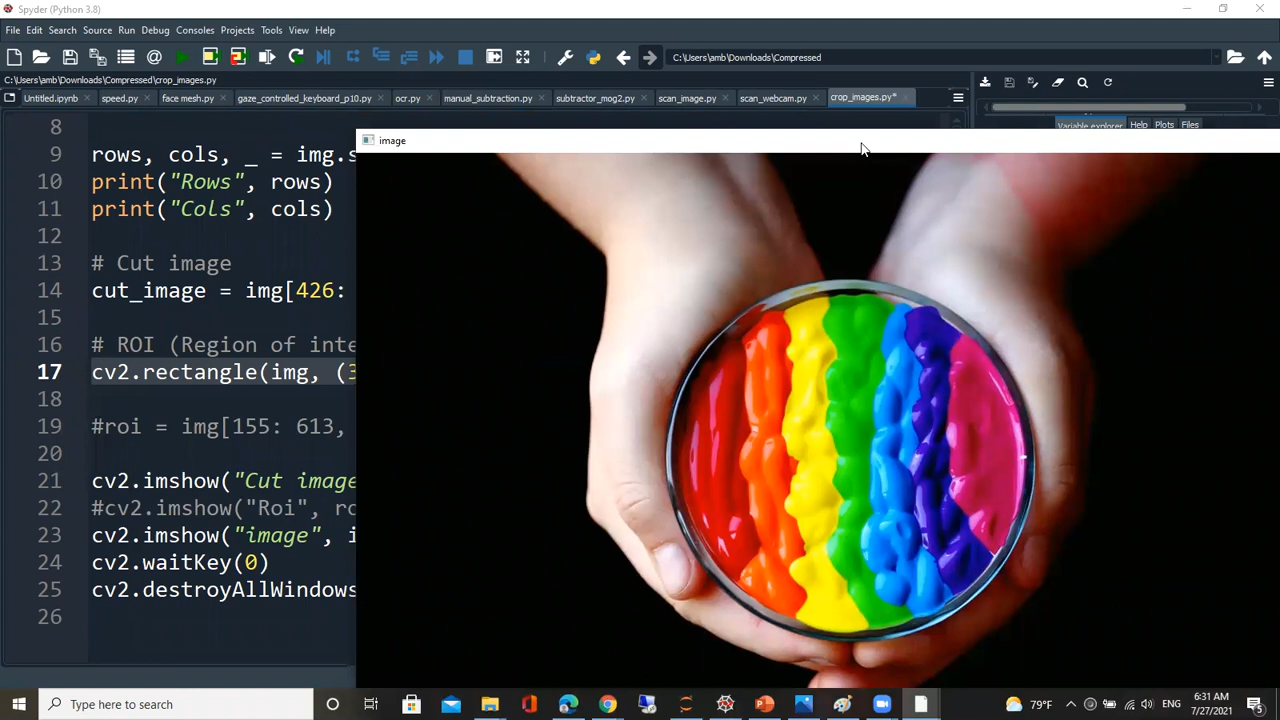 Spyder (Python 3.8)
File Edit Search Source Run Debug Consoles Projects Tools View Help
C:\Users\amb\Downloads\Compressed
C:\Users\amb\Downloads\Compressed\crop_images.py
Untitled.ipynb speed.py face mesh.py gaze_controlled_keyboard_p10.py ocr.py manual_subtraction.py subtractor_mog2.py scan_image.py scan_webcam.py crop_images.py*
Variable explorer Help Plots Files
image
8
9 rows, cols, _ = img.s
10 print("Rows", rows)
11 print("Cols", cols)
12
13 # Cut image
14 cut_image = img[426:
15
16 # ROI (Region of inte
17 cv2.rectangle(img, (3
18
19 #roi = img[155: 613,
20
21 cv2.imshow("Cut image
22 #cv2.imshow("Roi", ro
23 cv2.imshow("image", i
24 cv2.waitKey(0)
25 cv2.destroyAllWindows
26
Type here to search
79°F
ENG
6:31 AM
7/27/2021
5